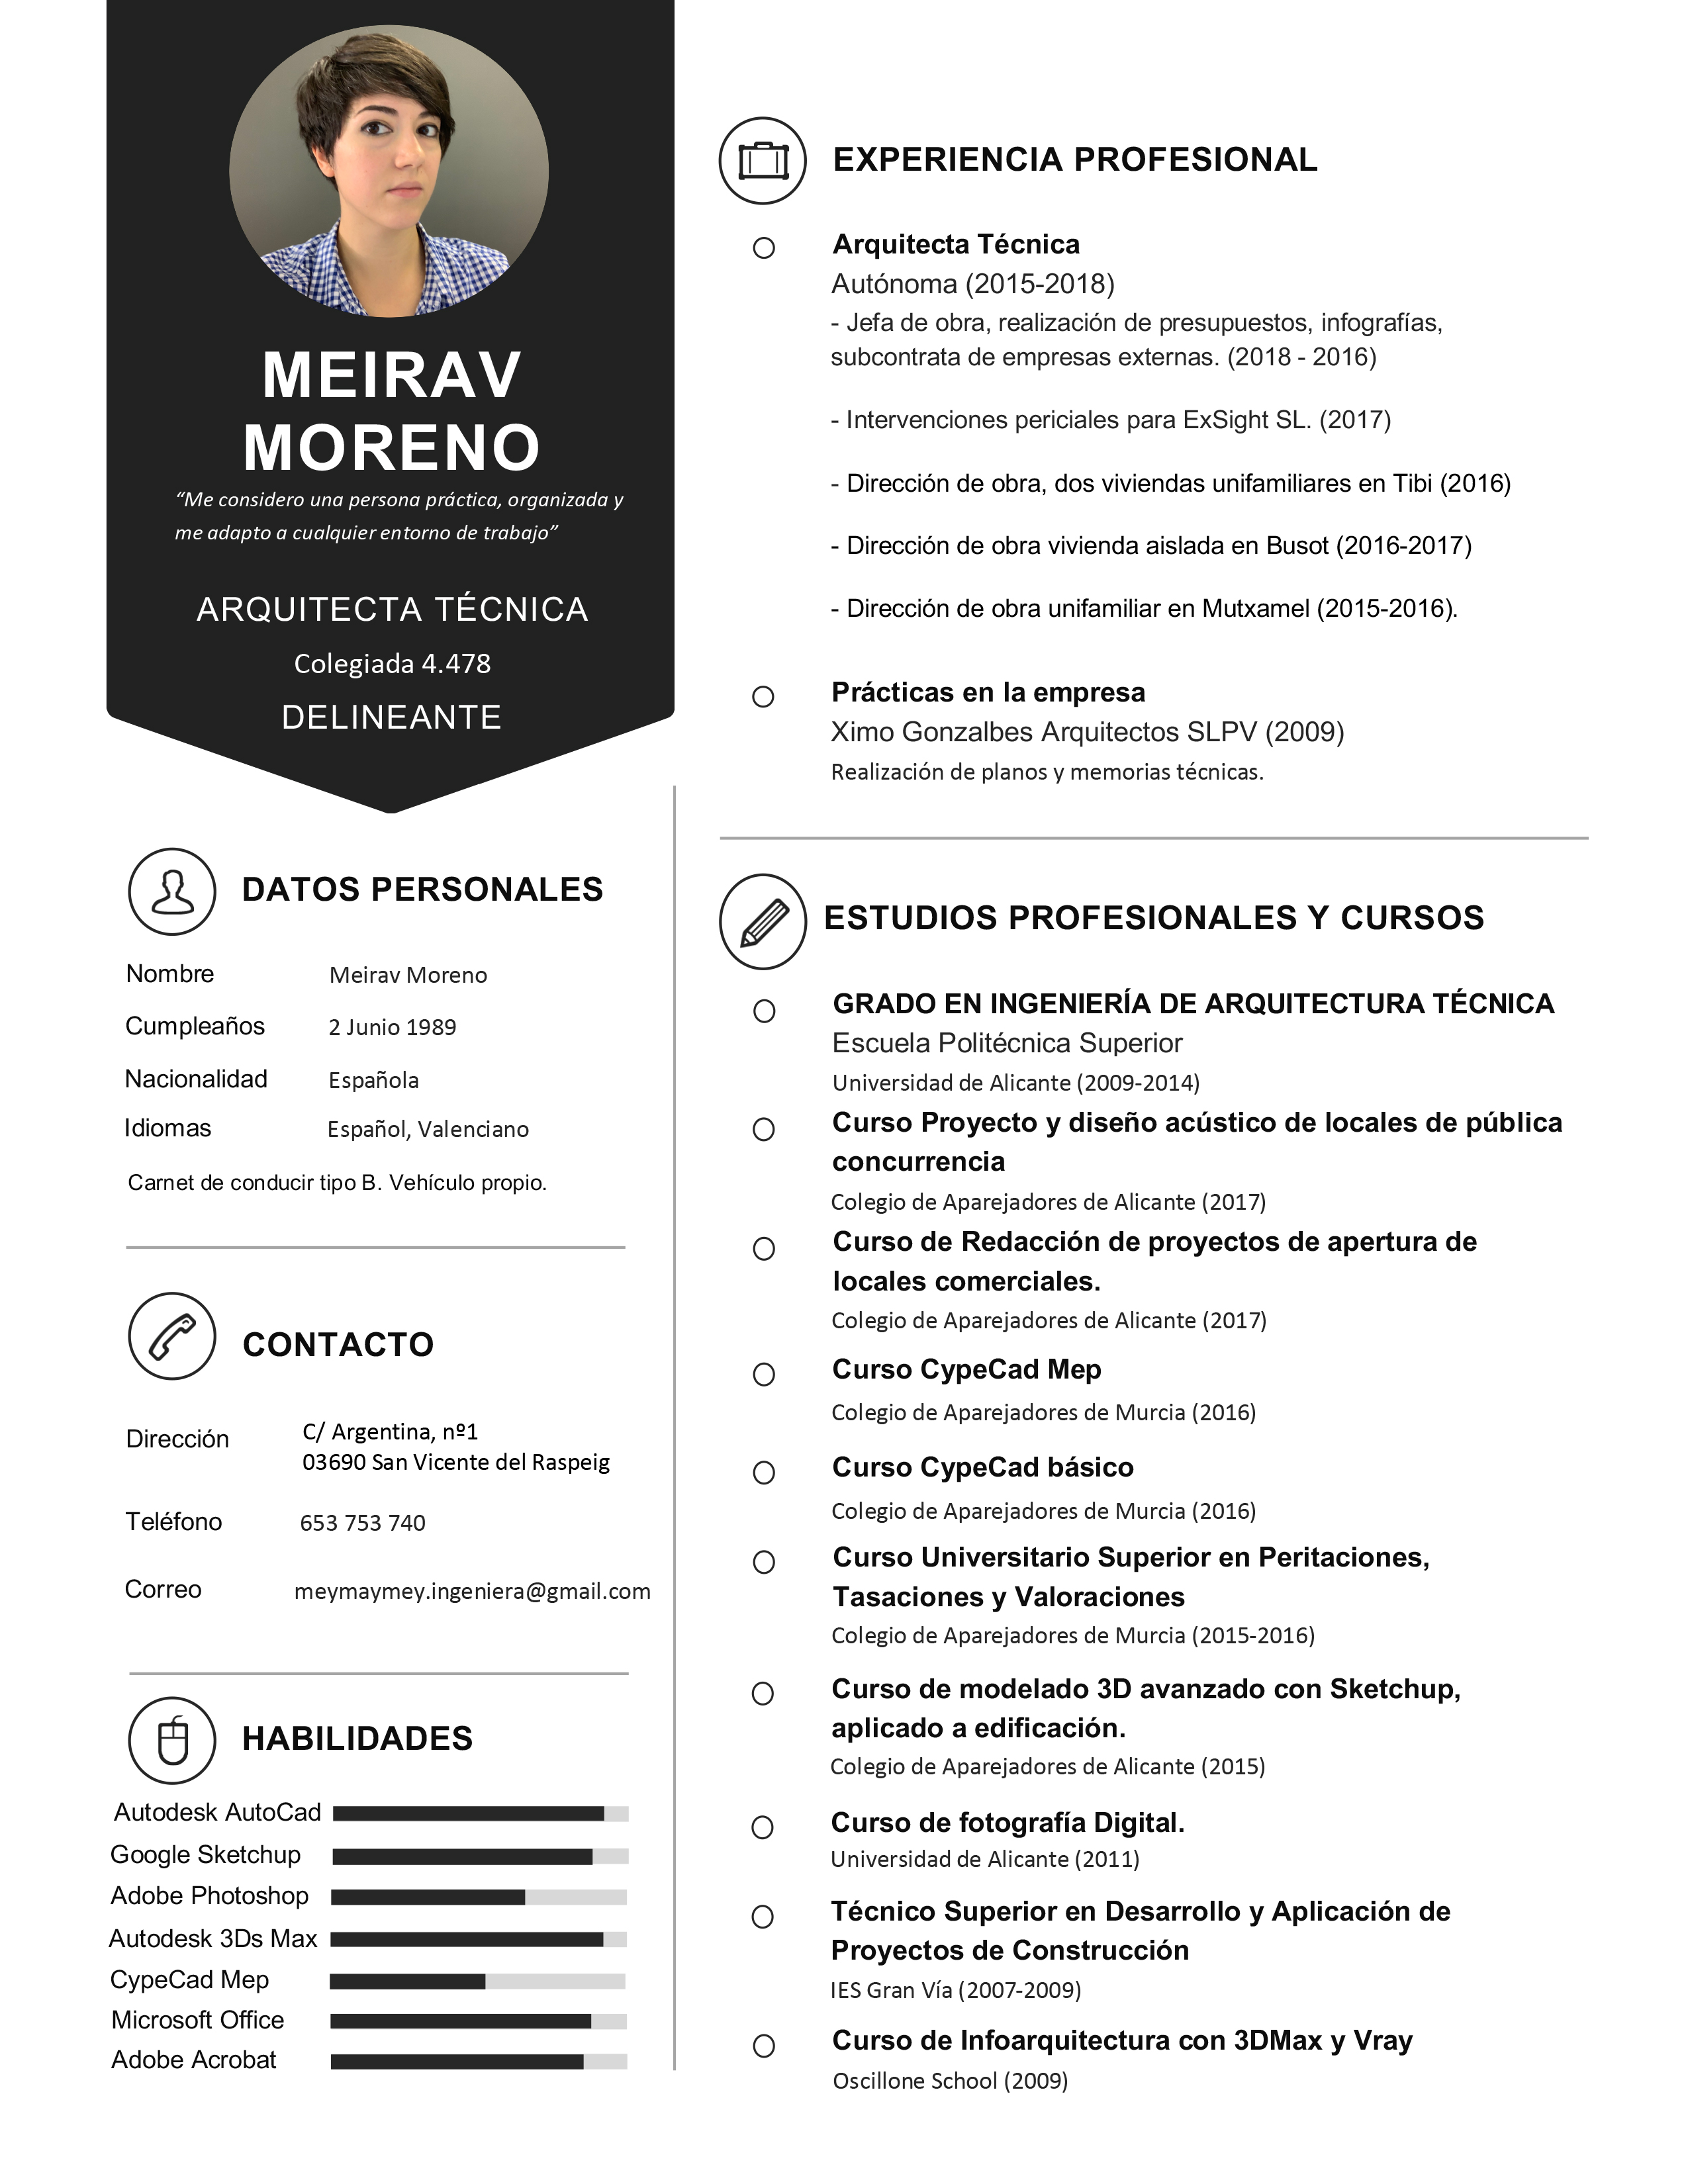 MEIRAV
MORENO
“Me considero una persona práctica, organizada y
me adapto a cualquier entorno de trabajo”
ARQUITECTA TÉCNICA
Colegiada 4.478
DELINEANTE
DATOS PERSONALES
Nombre Meirav Moreno
Cumpleaños 2 Junio 1989
Nacionalidad Española
Idiomas Español, Valenciano
Carnet de conducir tipo B. Vehículo propio.
CONTACTO
Dirección C/ Argentina, nº1
03690 San Vicente del Raspeig
Teléfono 653 753 740
Correo meymaymey.ingeniera@gmail.com
HABILIDADES
Autodesk AutoCad
Google Sketchup
Adobe Photoshop
Autodesk 3Ds Max
CypeCad Mep
Microsoft Office
Adobe Acrobat
EXPERIENCIA PROFESIONAL
Arquitecta Técnica
Autónoma (2015-2018)
- Jefa de obra, realización de presupuestos, infografías,
subcontrata de empresas externas. (2018 - 2016)
- Intervenciones periciales para ExSight SL. (2017)
- Dirección de obra, dos viviendas unifamiliares en Tibi (2016)
- Dirección de obra vivienda aislada en Busot (2016-2017)
- Dirección de obra unifamiliar en Mutxamel (2015-2016).
Prácticas en la empresa
Ximo Gonzalbes Arquitectos SLPV (2009)
Realización de planos y memorias técnicas.
ESTUDIOS PROFESIONALES Y CURSOS
GRADO EN INGENIERÍA DE ARQUITECTURA TÉCNICA
Escuela Politécnica Superior
Universidad de Alicante (2009-2014)
Curso Proyecto y diseño acústico de locales de pública
concurrencia
Colegio de Aparejadores de Alicante (2017)
Curso de Redacción de proyectos de apertura de
locales comerciales.
Colegio de Aparejadores de Alicante (2017)
Curso CypeCad Mep
Colegio de Aparejadores de Murcia (2016)
Curso CypeCad básico
Colegio de Aparejadores de Murcia (2016)
Curso Universitario Superior en Peritaciones,
Tasaciones y Valoraciones
Colegio de Aparejadores de Murcia (2015-2016)
Curso de modelado 3D avanzado con Sketchup,
aplicado a edificación.
Colegio de Aparejadores de Alicante (2015)
Curso de fotografía Digital.
Universidad de Alicante (2011)
Técnico Superior en Desarrollo y Aplicación de
Proyectos de Construcción
IES Gran Vía (2007-2009)
Curso de Infoarquitectura con 3DMax y Vray
Oscillone School (2009)